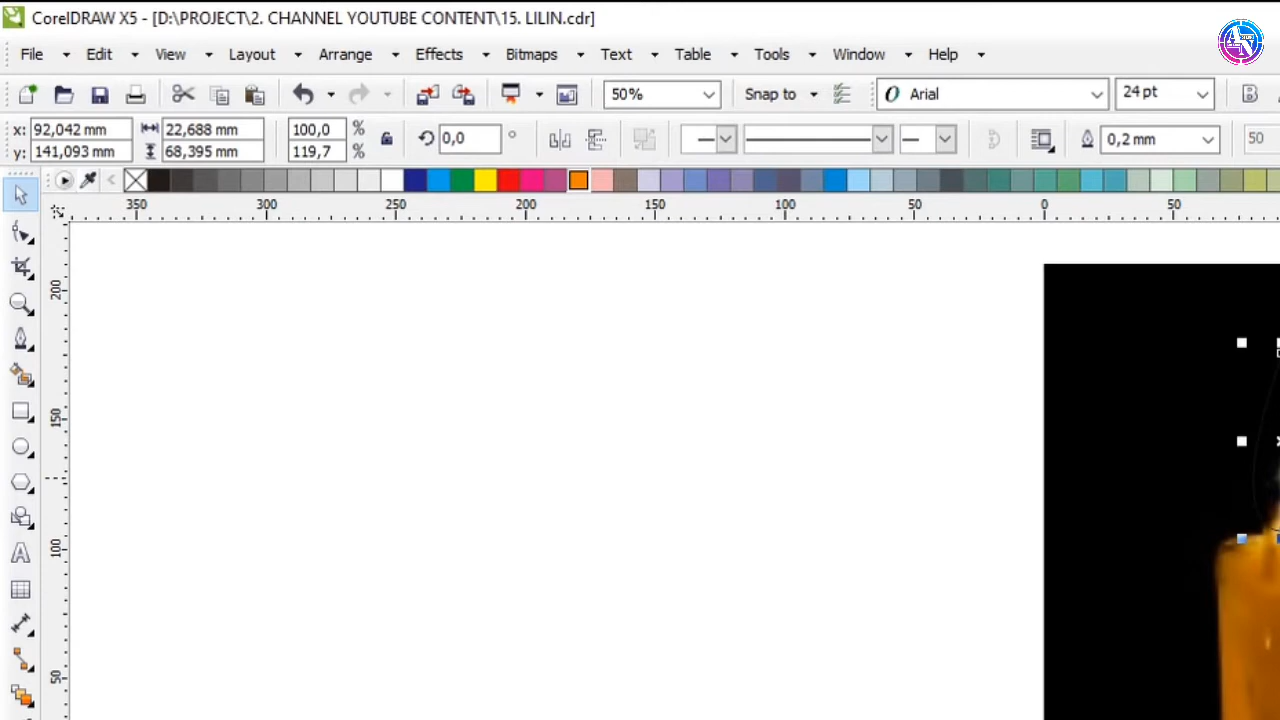 CorelDRAW X5 - [D:\PROJECT\2. CHANNEL YOUTUBE CONTENT\15. LILIN.cdr]
File Edit View Layout Arrange Effects Bitmaps Text Table Tools Window Help
50% Snap to O Arial 24 pt B
x: 92,042 mm 22,688 mm 100,0 % 0,0 ° 0,2 mm 50
y: 141,093 mm 68,395 mm 119,7 %
350 300 250 200 150 100 50 0 50
200
150
100
50